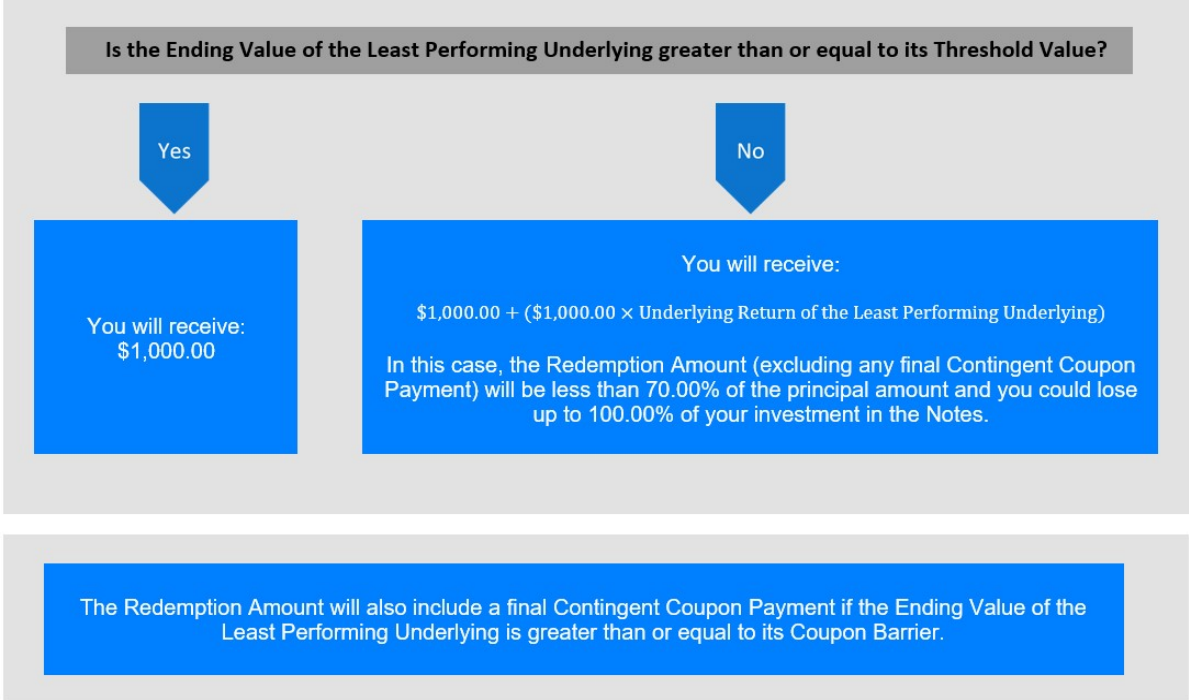 Is the Ending Value of the Least Performing Underlying greater than or equal to its Threshold Value?
Yes
No
You will receive:
$1,000.00
You will receive:
$1,000.00 + ($1,000.00 × Underlying Return of the Least Performing Underlying)
In this case, the Redemption Amount (excluding any final Contingent Coupon
Payment) will be less than 70.00% of the principal amount and you could lose
up to 100.00% of your investment in the Notes.
The Redemption Amount will also include a final Contingent Coupon Payment if the Ending Value of the
Least Performing Underlying is greater than or equal to its Coupon Barrier.